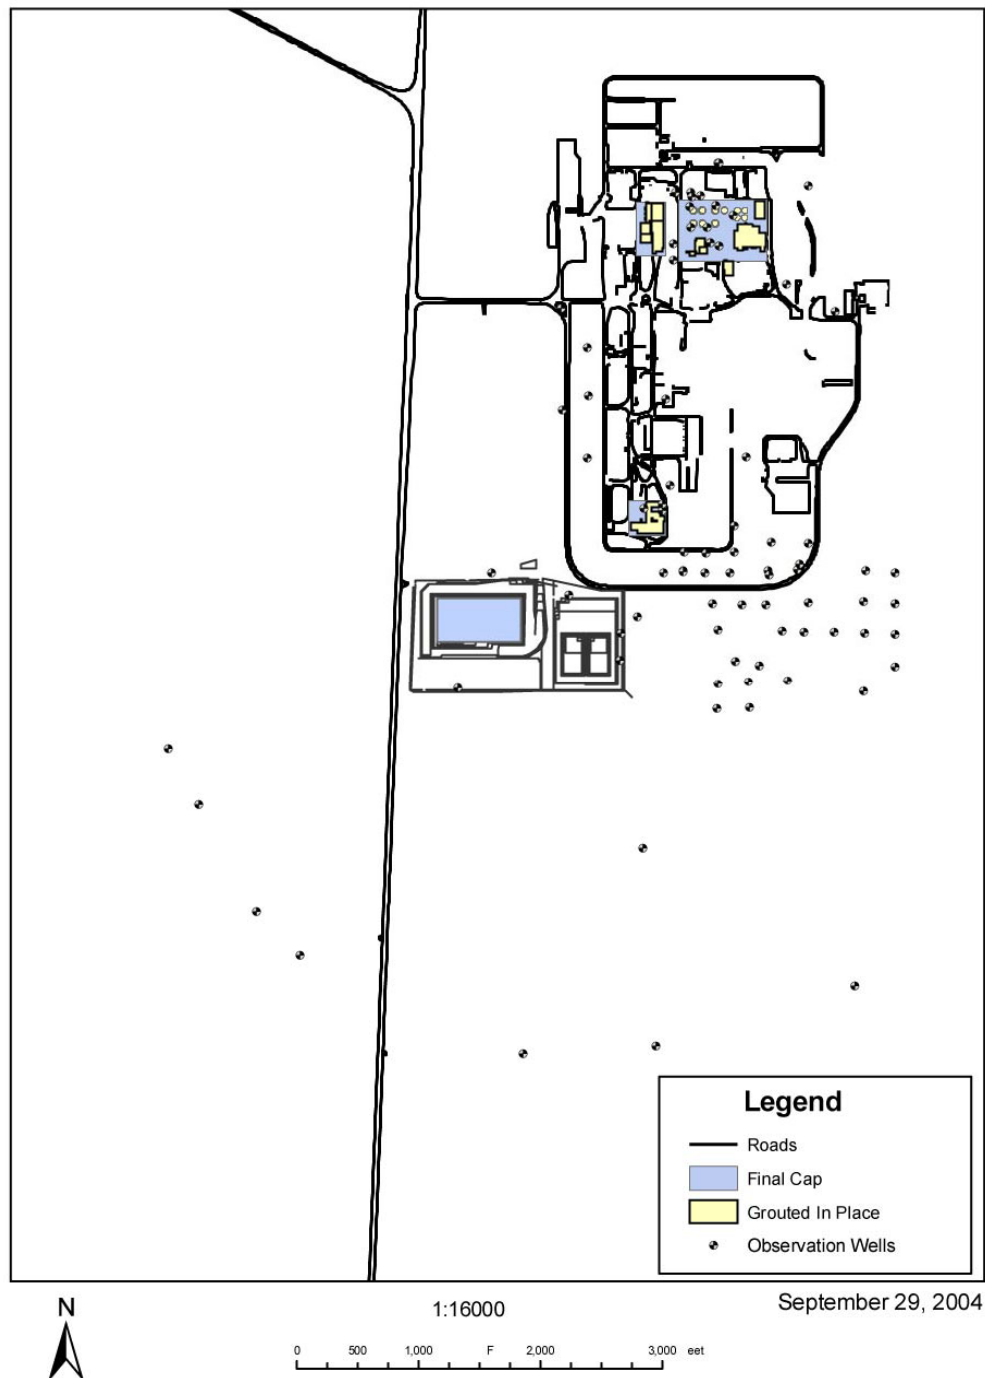 Legend
Roads
Final Cap
Grouted In Place
Observation Wells
N
1:16000
September 29, 2004
0 500 1,000 F 2,000 3,000 eet